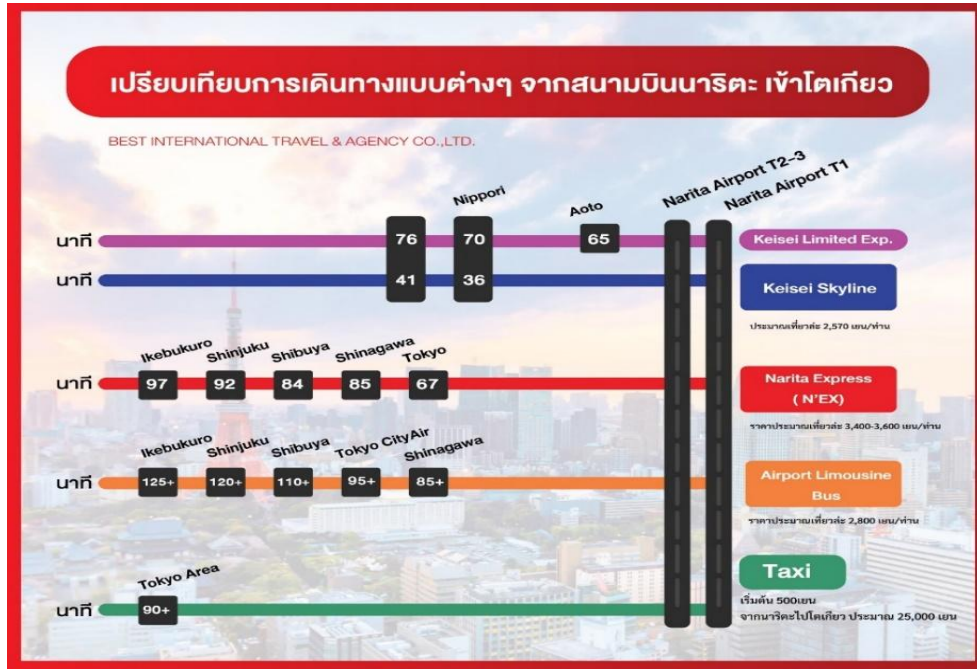 เปรียบเทียบการเดินทางแบบต่างๆ จากสนามบินนาริตะ เข้าโตเกียว
BEST INTERNATIONAL TRAVEL & AGENCY CO.,LTD.
Nippori
Aoto
Narita Airport T2-3
Narita Airport T1
นาที
76
70
65
Keisei Limited Exp.
นาที
41
36
Keisei Skyline
ประมาณเที่ยวล่ะ 2,570 เยน/ท่าน
Ikebukuro
Shinjuku
Shibuya
Shinagawa
Tokyo
นาที
97
92
84
85
67
Narita Express
( N'EX)
ราคาประมาณเที่ยวล่ะ 3,400-3,600 เยน/ท่าน
Ikebukuro
Shinjuku
Shibuya
Tokyo CityAir
Shinagawa
นาที
125+
120+
110+
95+
85+
Airport Limousine
Bus
ราคาประมาณเที่ยวล่ะ 2,800 เยน/ท่าน
Tokyo Area
นาที
90+
Taxi
เริ่มต้น 500เยน
จากนาริตะไปโตเกียว ประมาณ 25,000 เยน